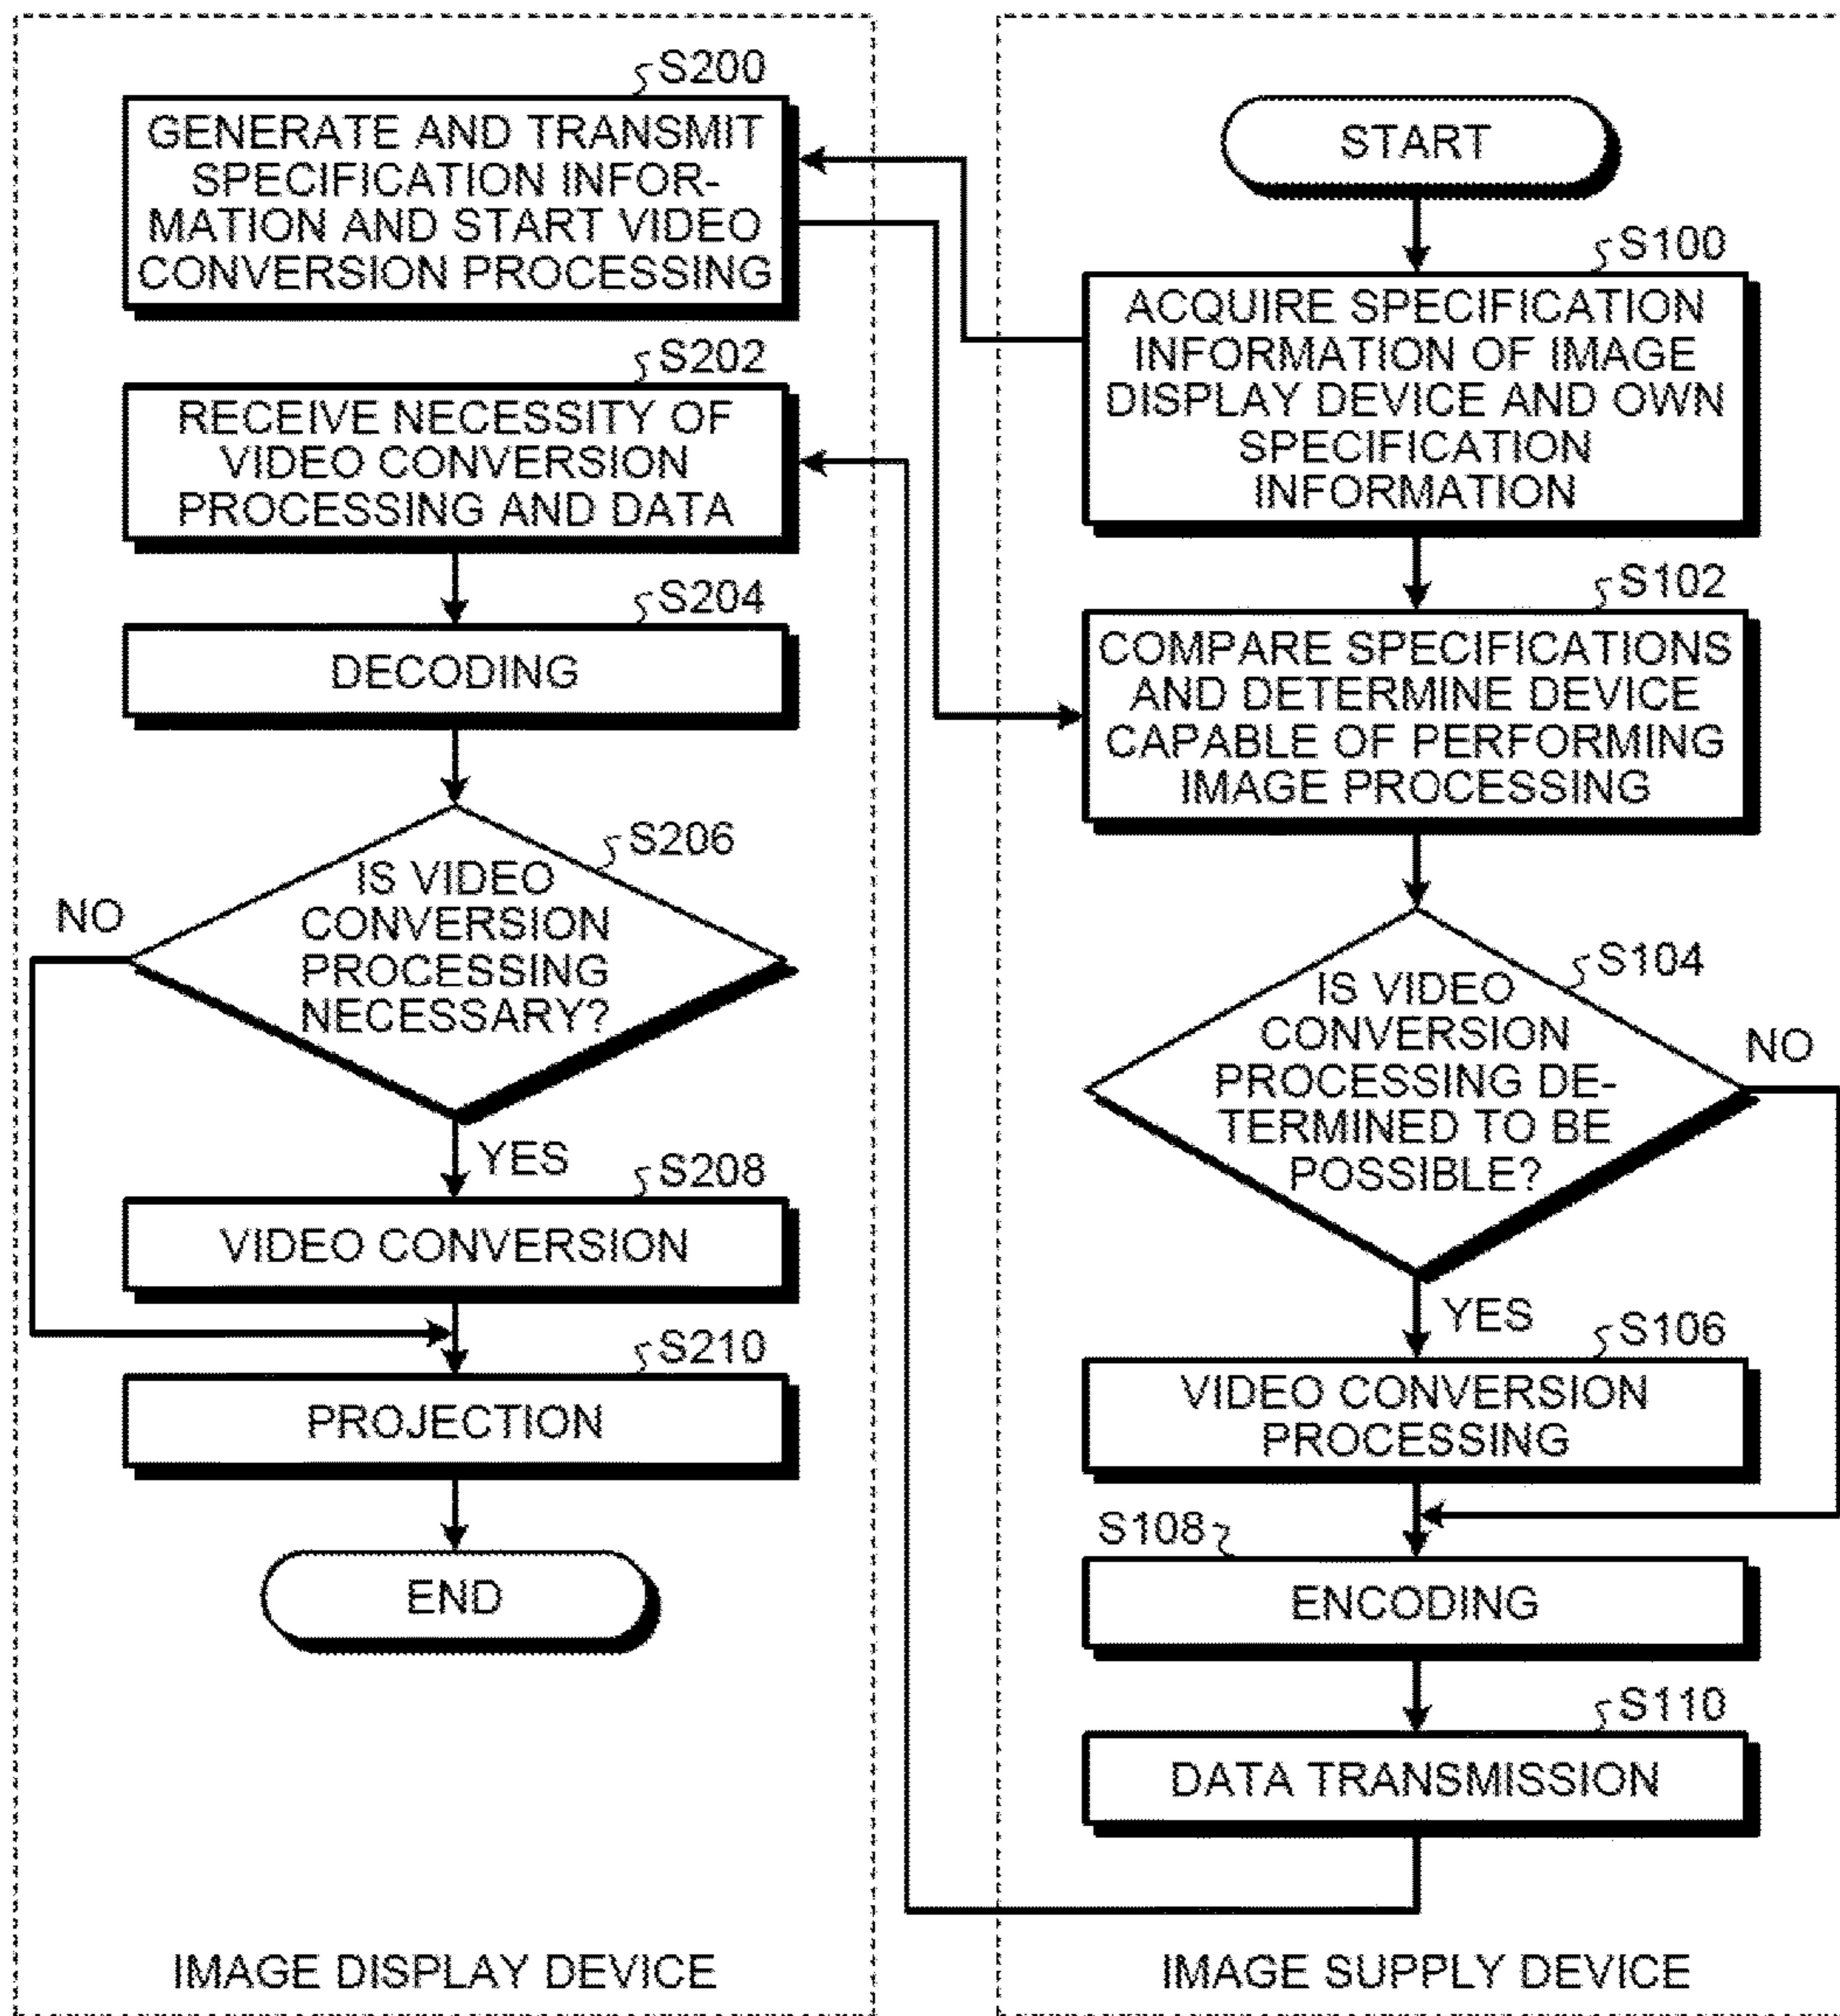 S200
GENERATE AND TRANSMIT
SPECIFICATION INFOR-
MATION AND START VIDEO
CONVERSION PROCESSING
S202
RECEIVE NECESSITY OF
VIDEO CONVERSION
PROCESSING AND DATA
S204
DECODING
S206
IS VIDEO
CONVERSION
PROCESSING
NECESSARY?
NO
YES
S208
VIDEO CONVERSION
S210
PROJECTION
END
IMAGE DISPLAY DEVICE
START
S100
ACQUIRE SPECIFICATION
INFORMATION OF IMAGE
DISPLAY DEVICE AND OWN
SPECIFICATION
INFORMATION
S102
COMPARE SPECIFICATIONS
AND DETERMINE DEVICE
CAPABLE OF PERFORMING
IMAGE PROCESSING
S104
IS VIDEO
CONVERSION
PROCESSING DE-
TERMINED TO BE
POSSIBLE?
NO
YES
S106
VIDEO CONVERSION
PROCESSING
S108
ENCODING
S110
DATA TRANSMISSION
IMAGE SUPPLY DEVICE